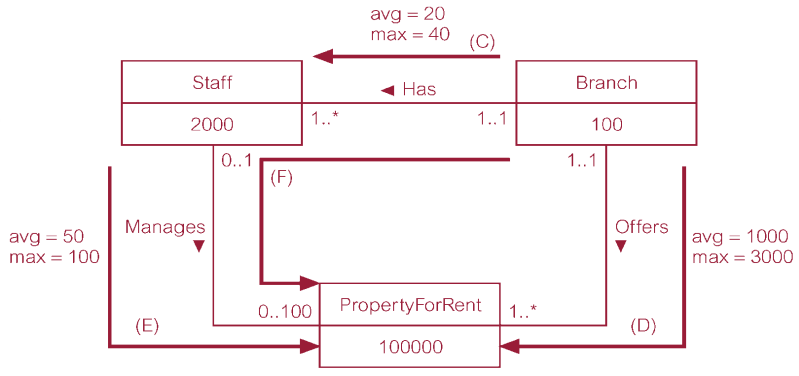 avg = 20
max = 40
(C)
Staff
Branch
◄ Has
2000
1..*
1..1
100
0..1
(F)
1..1
Manages
▼
Offers
▼
avg = 50
max = 100
avg = 1000
max = 3000
0..100
PropertyForRent
1..*
(E)
(D)
100000